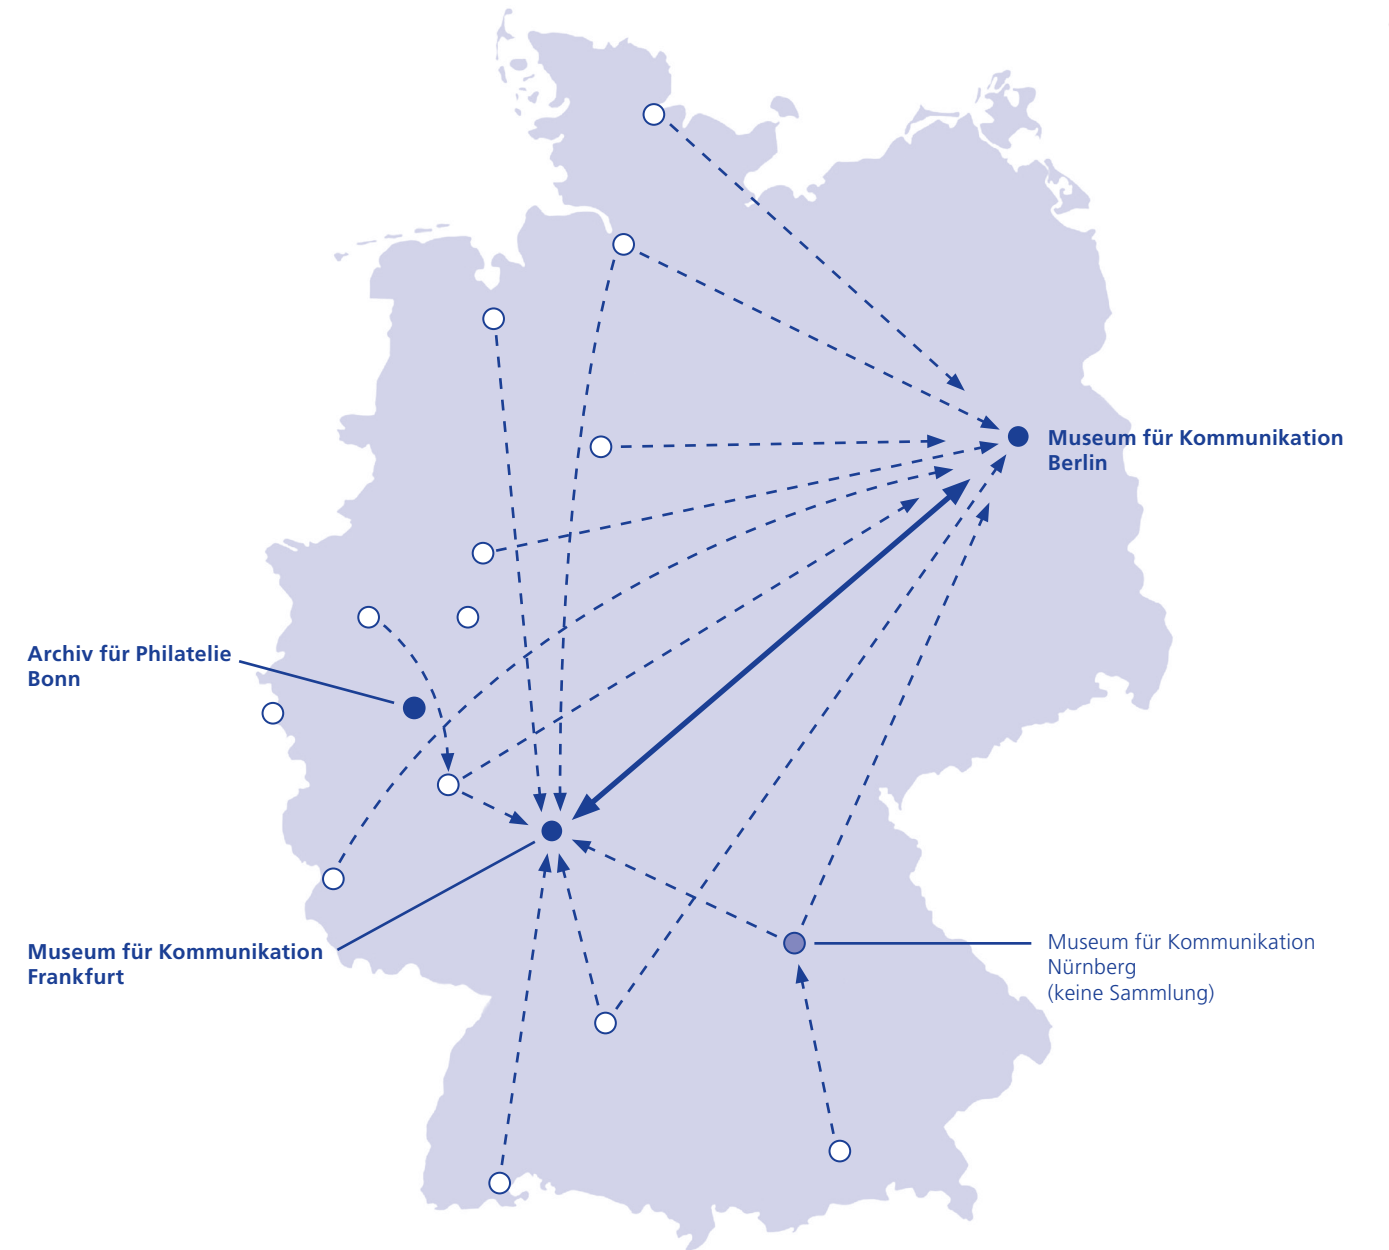 Museum für Kommunikation
Berlin
Archiv für Philatelie
Bonn
Museum für Kommunikation
Frankfurt
Museum für Kommunikation
Nürnberg
(keine Sammlung)